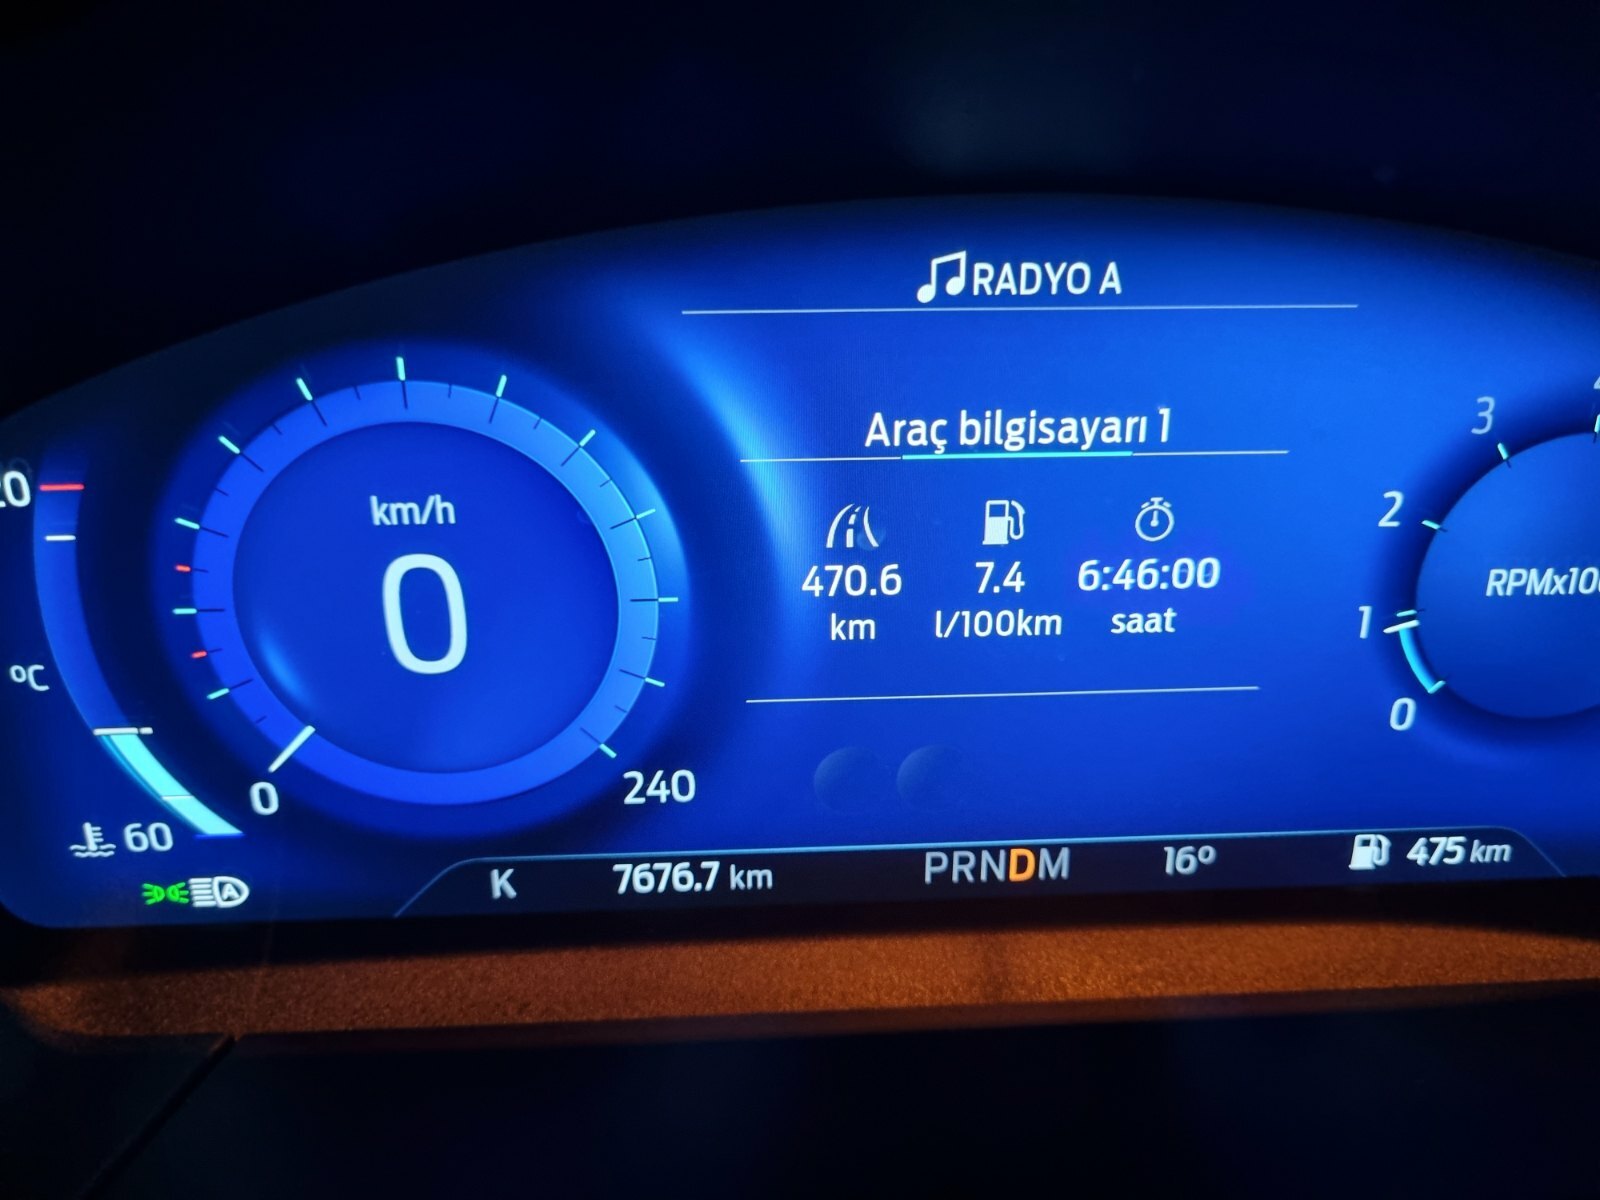 RADYO A
Araç bilgisayarı 1
470.6 7.4 6:46:00
km l/100km saat
km/h
0
0
240
°C
60
3
2
1
0
K 7676.7 km PRNDM 16° 475 km